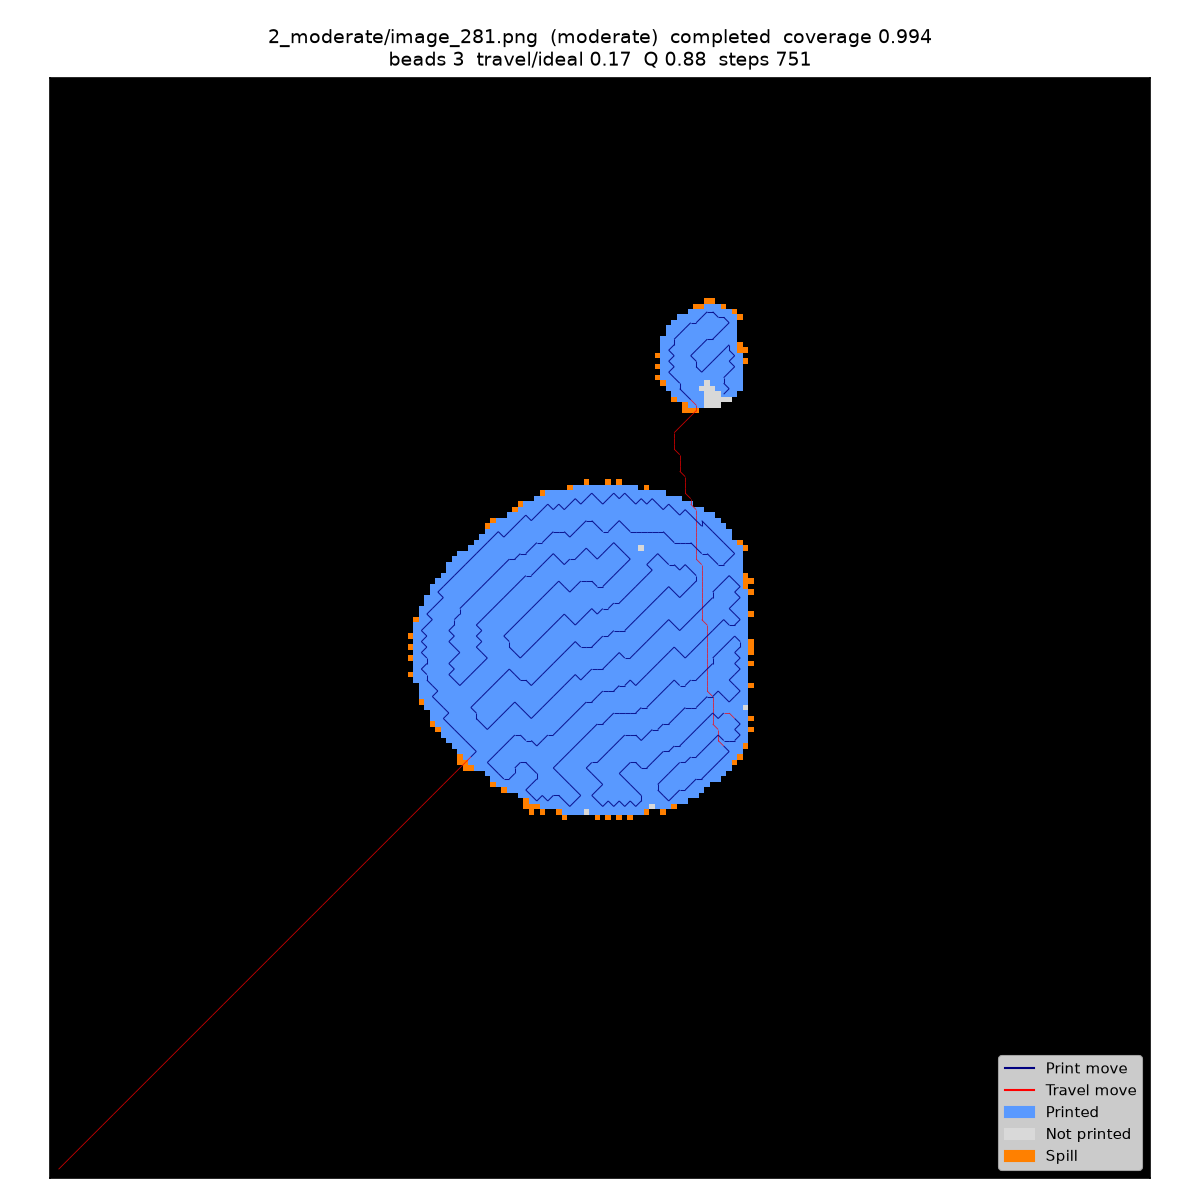 2_moderate/image_281.png  (moderate)  completed  coverage 0.994
beads 3  travel/ideal 0.17  Q 0.88  steps 751
Print move
Travel move
Printed
Not printed
Spill